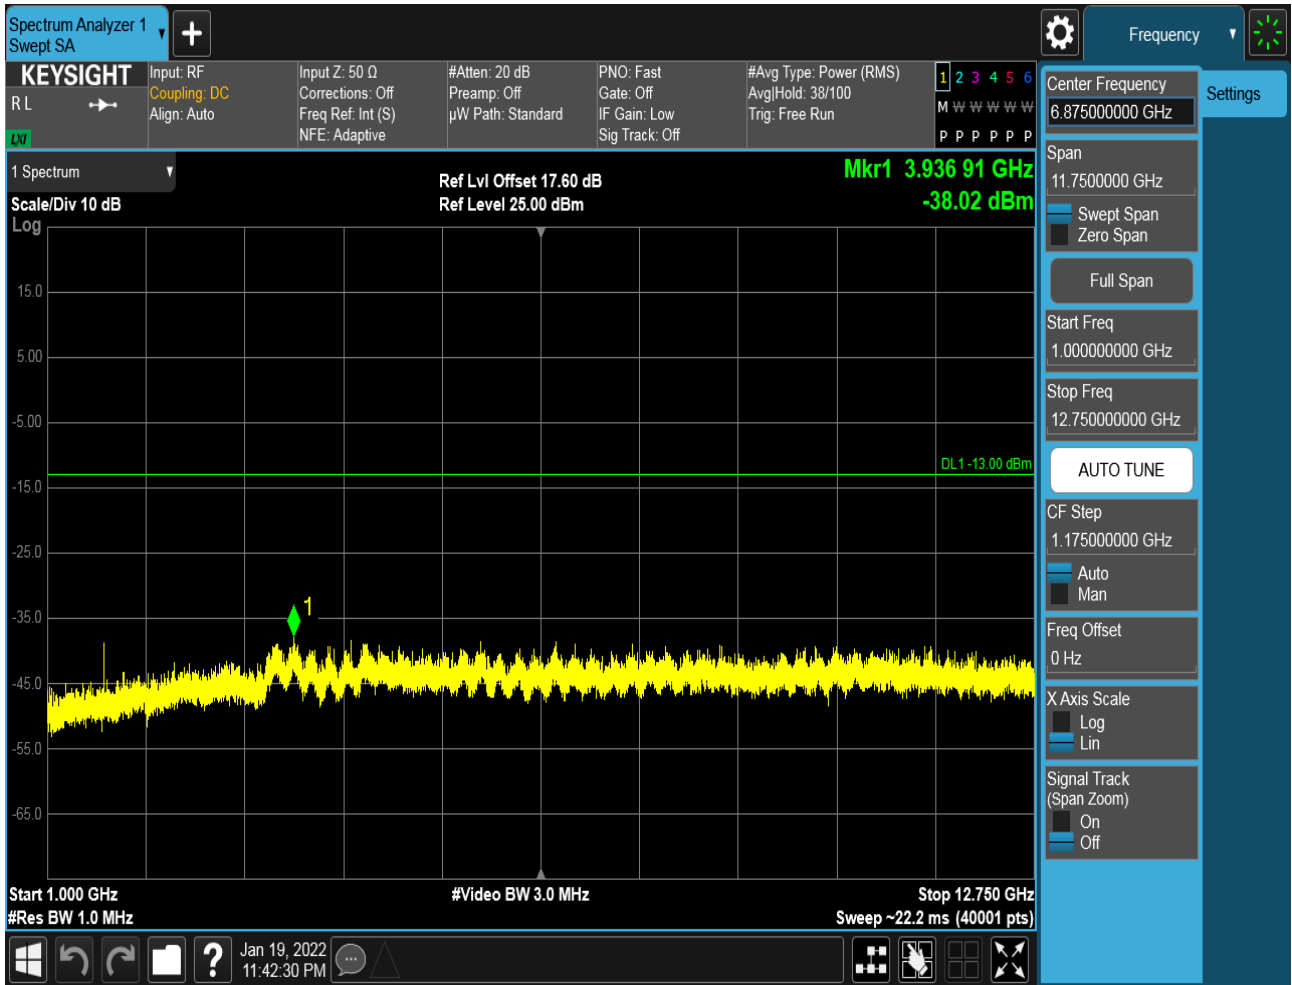 Spectrum Analyzer 1
Swept SA
+
Frequency
KEYSIGHT
R L
LXI
Input: RF
Coupling: DC
Align: Auto
Input Z: 50 Ω
Corrections: Off
Freq Ref: Int (S)
NFE: Adaptive
#Atten: 20 dB
Preamp: Off
µW Path: Standard
PNO: Fast
Gate: Off
IF Gain: Low
Sig Track: Off
#Avg Type: Power (RMS)
Avg|Hold: 38/100
Trig: Free Run
1 2 3 4 5 6
M W W W W W
P P P P P P
1 Spectrum
Scale/Div 10 dB
Log
Ref Lvl Offset 17.60 dB
Ref Level 25.00 dBm
Mkr1 3.936 91 GHz
-38.02 dBm
15.0
5.00
-5.00
DL1 -13.00 dBm
-15.0
-25.0
1
-35.0
-45.0
-55.0
-65.0
Start 1.000 GHz
#Res BW 1.0 MHz
#Video BW 3.0 MHz
Stop 12.750 GHz
Sweep ~22.2 ms (40001 pts)
?
Jan 19, 2022
11:42:30 PM
Center Frequency
6.875000000 GHz
Settings
Span
11.7500000 GHz
Swept Span
Zero Span
Full Span
Start Freq
1.000000000 GHz
Stop Freq
12.750000000 GHz
AUTO TUNE
CF Step
1.175000000 GHz
Auto
Man
Freq Offset
0 Hz
X Axis Scale
Log
Lin
Signal Track
(Span Zoom)
On
Off